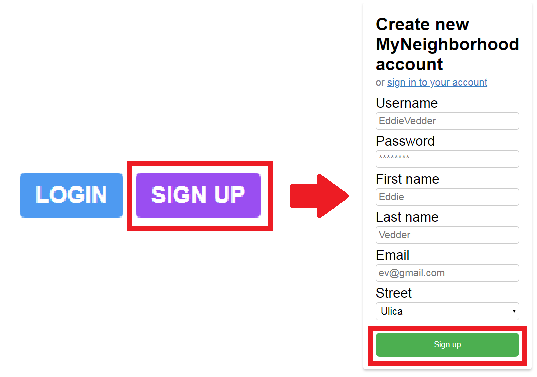 LOGIN
SIGN UP
Create new
MyNeighborhood
account
or sign in to your account
Username
EddieVedder
Password
********
First name
Eddie
Last name
Vedder
Email
ev@gmail.com
Street
Ulica
Sign up